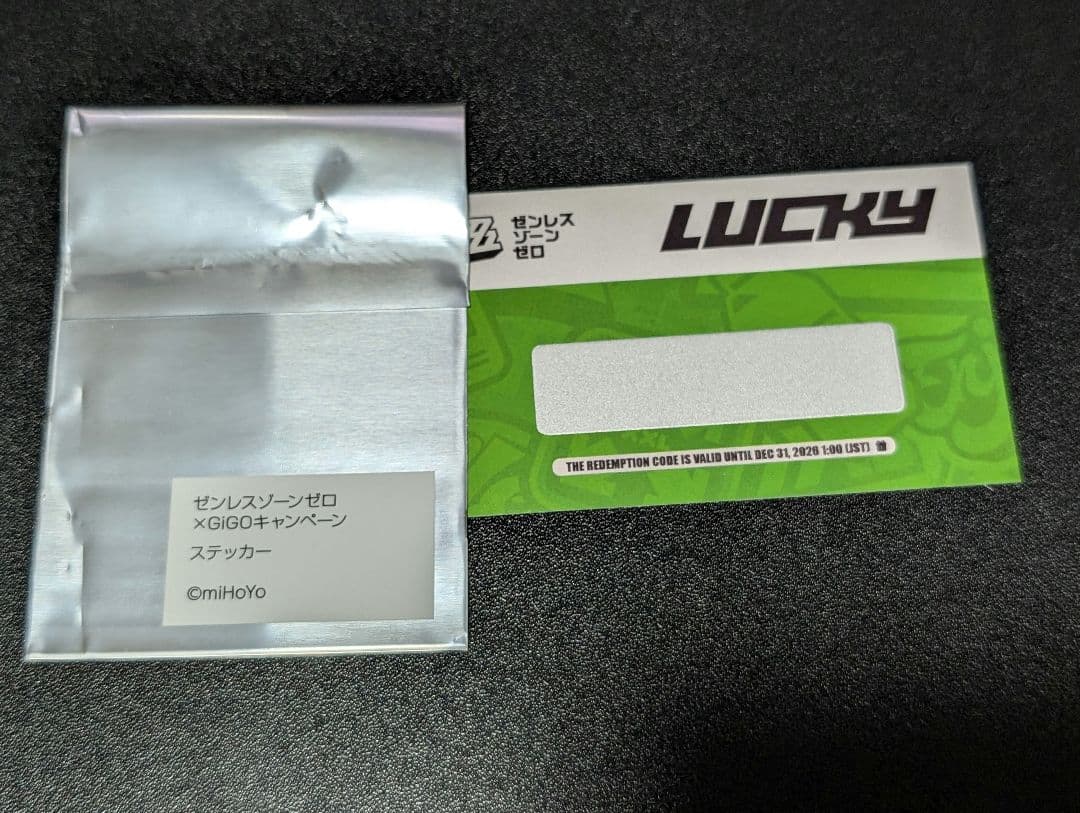 ゼンレスゾーンゼロ
×GiGOキャンペーン
ステッカー
©miHoYo
ゼンレス
ゾーン
ゼロ
LUCKY
THE REDEMPTION CODE IS VALID UNTIL DEC 31, 2026 1:00 (JST)